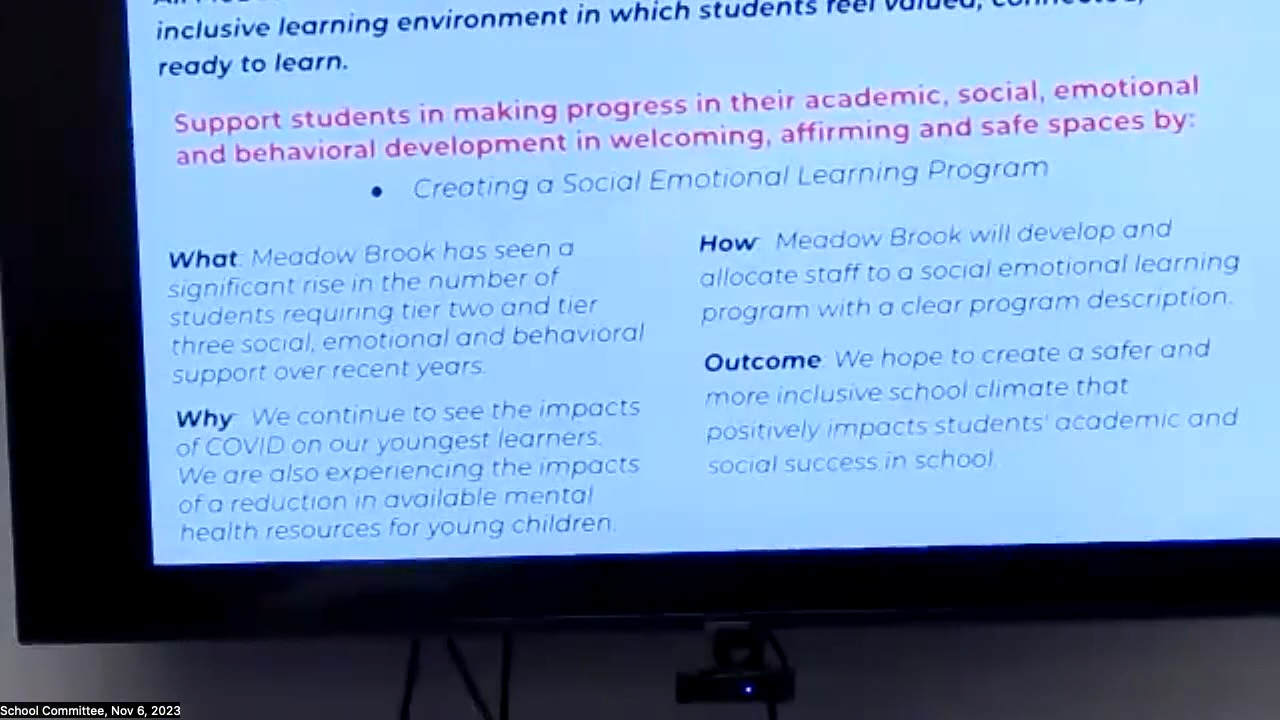 inclusive learning environment in which students feel valued, connected,
ready to learn.
Support students in making progress in their academic, social, emotional
and behavioral development in welcoming, affirming and safe spaces by:
• Creating a Social Emotional Learning Program
What: Meadow Brook has seen a
significant rise in the number of
students requiring tier two and tier
three social, emotional and behavioral
support over recent years.
Why: We continue to see the impacts
of COVID on our youngest learners.
We are also experiencing the impacts
of a reduction in available mental
health resources for young children.
How: Meadow Brook will develop and
allocate staff to a social emotional learning
program with a clear program description.
Outcome: We hope to create a safer and
more inclusive school climate that
positively impacts students' academic and
social success in school.
School Committee, Nov 6, 2023